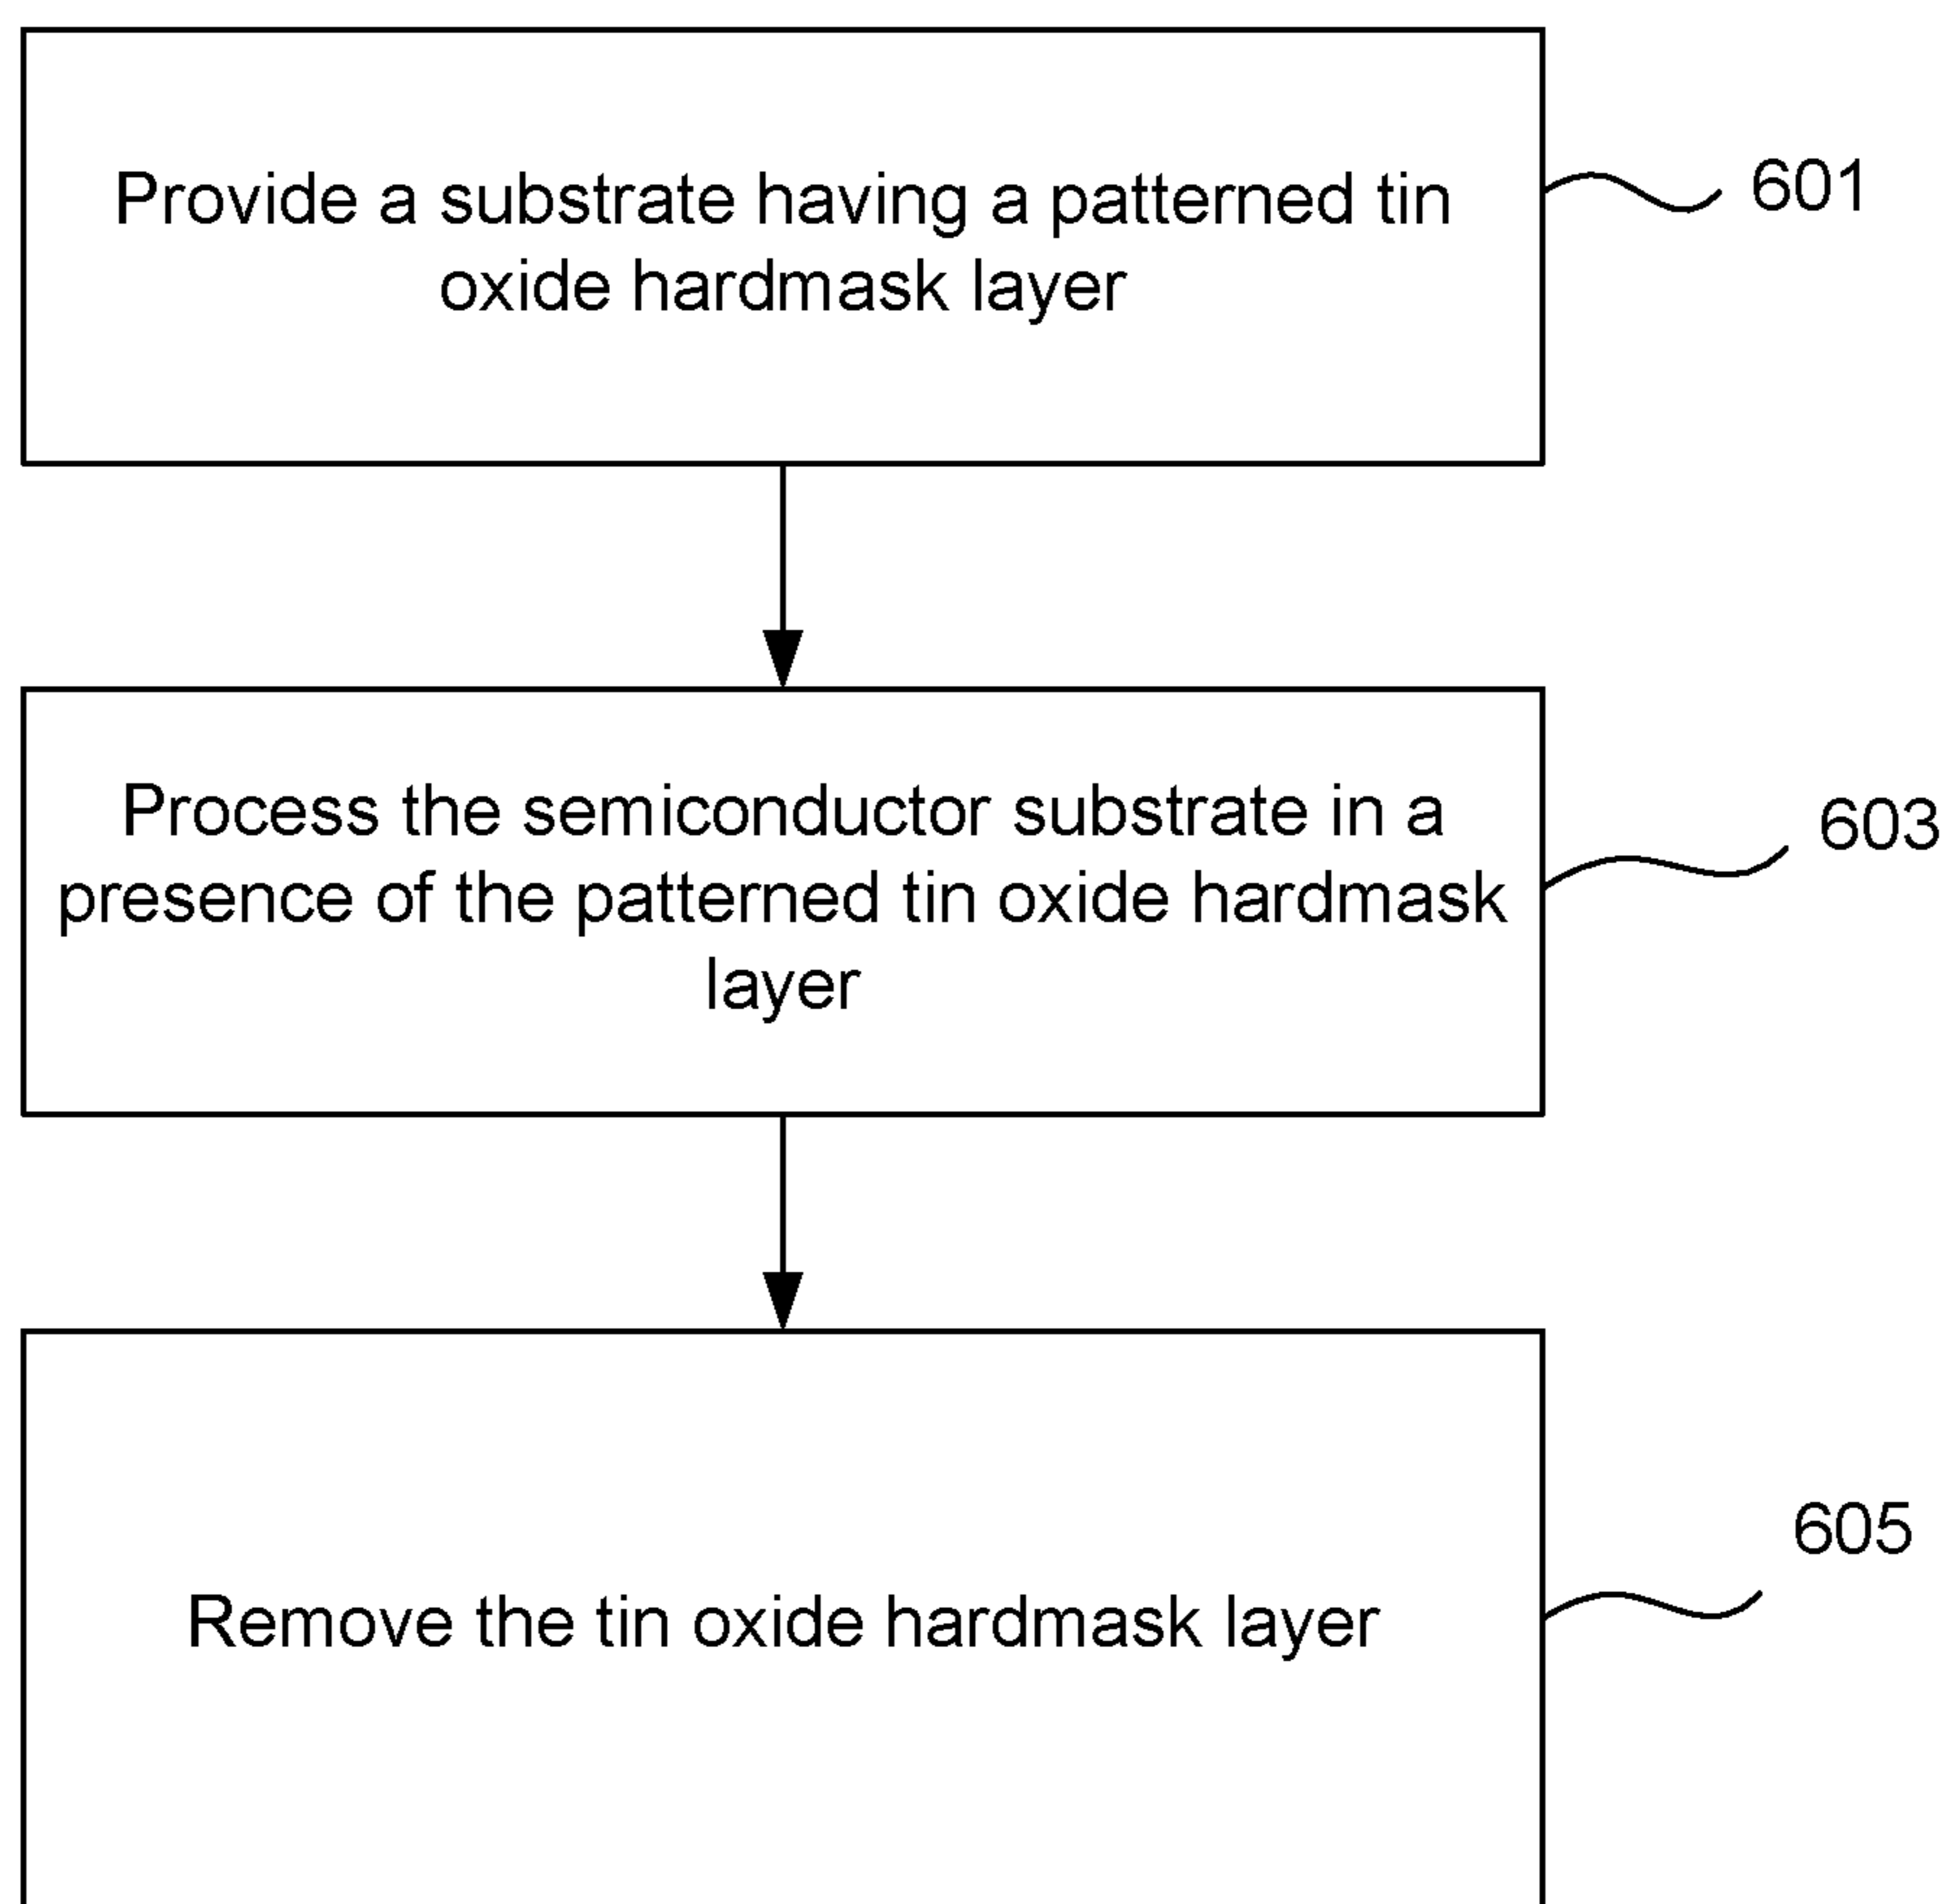 Provide a substrate having a patterned tin
oxide hardmask layer
601
Process the semiconductor substrate in a
presence of the patterned tin oxide hardmask
layer
603
Remove the tin oxide hardmask layer
605